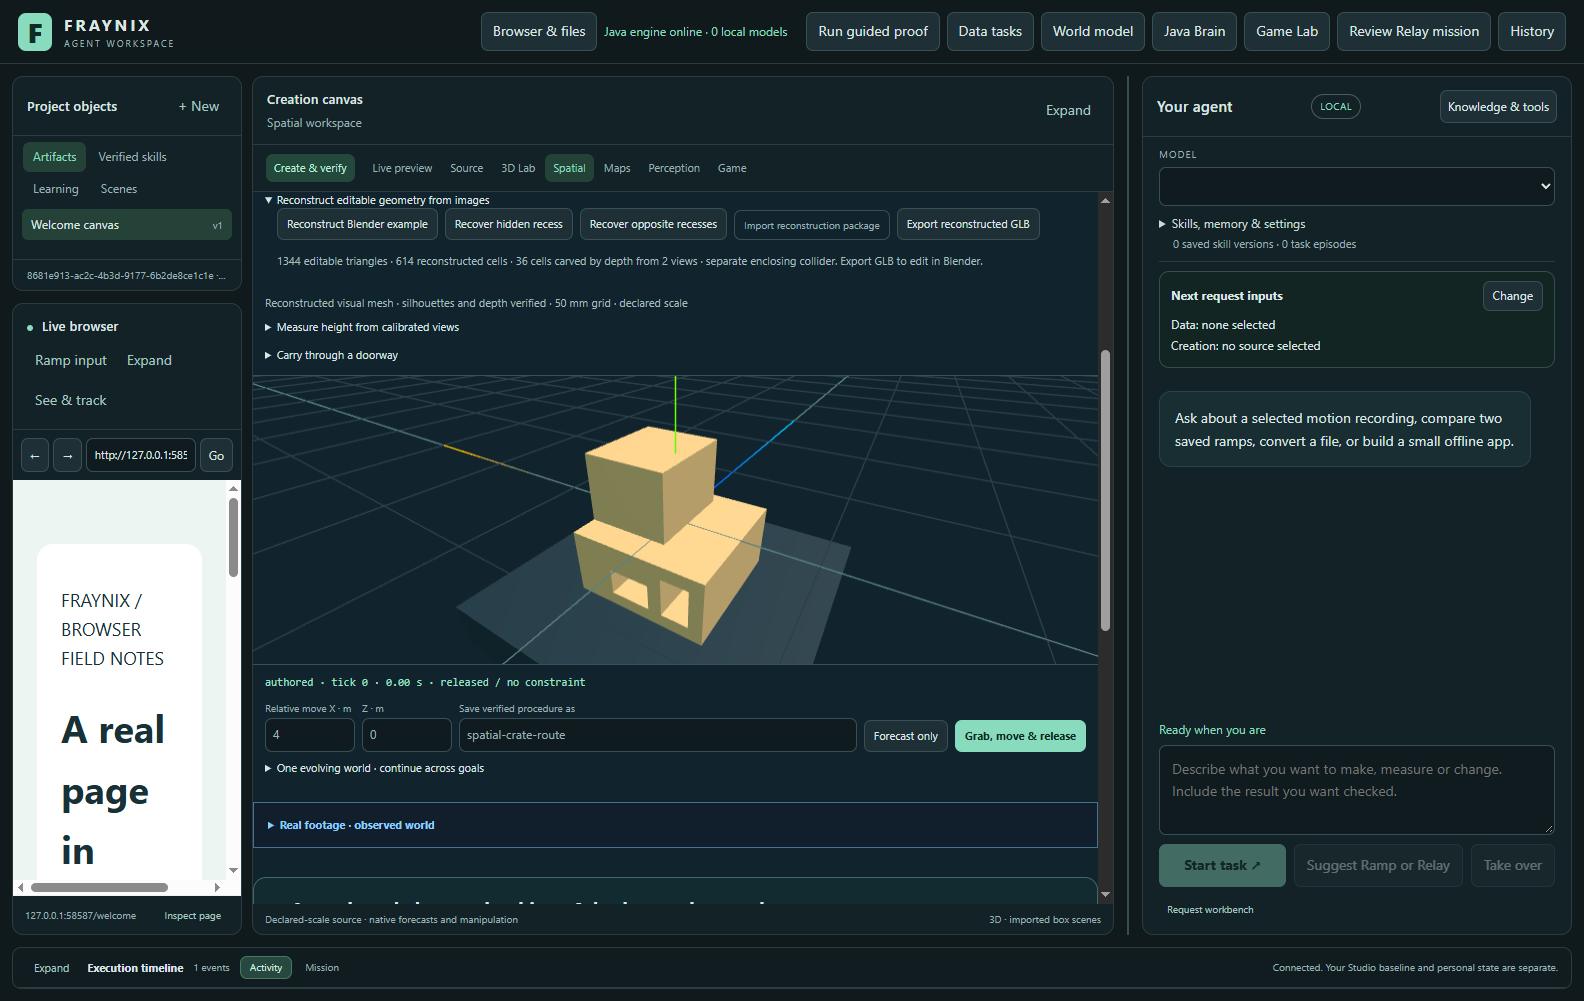 F
FRAYNIX
AGENT WORKSPACE
Browser & files
Java engine online · 0 local models
Run guided proof
Data tasks
World model
Java Brain
Game Lab
Review Relay mission
History
Project objects
+ New
Artifacts
Verified skills
Learning
Scenes
Welcome canvas
v1
8681e913-ac2c-4b3d-9177-6b2de8ce1c1e ·...
Live browser
Ramp input
Expand
See & track
←
→
http://127.0.0.1:585
Go
FRAYNIX /
BROWSER
FIELD NOTES
A real
page
in
127.0.0.1:58587/welcome
Inspect page
Creation canvas
Spatial workspace
Expand
Create & verify
Live preview
Source
3D Lab
Spatial
Maps
Perception
Game
Reconstruct editable geometry from images
Reconstruct Blender example
Recover hidden recess
Recover opposite recesses
Import reconstruction package
Export reconstructed GLB
1344 editable triangles · 614 reconstructed cells · 36 cells carved by depth from 2 views · separate enclosing collider. Export GLB to edit in Blender.
Reconstructed visual mesh · silhouettes and depth verified · 50 mm grid · declared scale
Measure height from calibrated views
Carry through a doorway
authored · tick 0 · 0.00 s · released / no constraint
Relative move X · m
Z · m
Save verified procedure as
4
0
spatial-crate-route
Forecast only
Grab, move & release
One evolving world · continue across goals
Real footage · observed world
Declared-scale source · native forecasts and manipulation
3D · imported box scenes
Your agent
LOCAL
Knowledge & tools
MODEL
Skills, memory & settings
0 saved skill versions · 0 task episodes
Next request inputs
Change
Data: none selected
Creation: no source selected
Ask about a selected motion recording, compare two
saved ramps, convert a file, or build a small offline app.
Ready when you are
Describe what you want to make, measure or change.
Include the result you want checked.
Start task ↗
Suggest Ramp or Relay
Take over
Request workbench
Expand
Execution timeline
1 events
Activity
Mission
Connected. Your Studio baseline and personal state are separate.